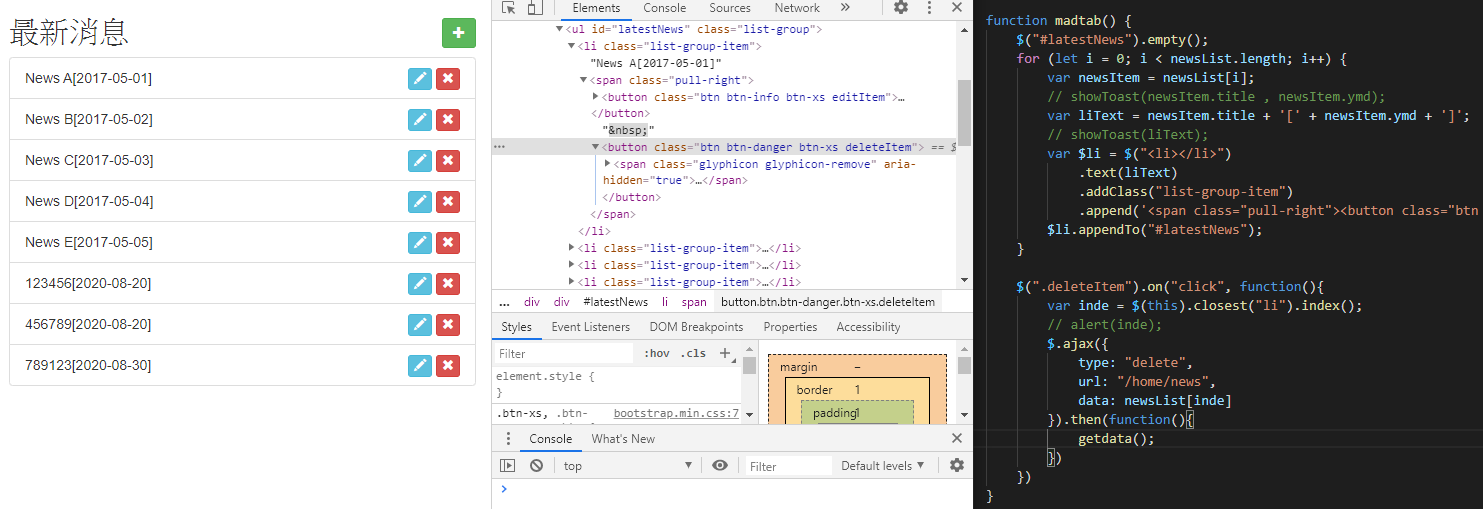 最新消息
News A[2017-05-01]
News B[2017-05-02]
News C[2017-05-03]
News D[2017-05-04]
News E[2017-05-05]
123456[2020-08-20]
456789[2020-08-20]
789123[2020-08-30]
Elements Console Sources Network »
▼<ul id="latestNews" class="list-group">
▼<li class="list-group-item">
"News A[2017-05-01]"
▼<span class="pull-right">
▶<button class="btn btn-info btn-xs editItem">…
</button>
"&nbsp;"
… ▼<button class="btn btn-danger btn-xs deleteItem"> == $
▶<span class="glyphicon glyphicon-remove" aria-
hidden="true">…</span>
</button>
</span>
</li>
▶<li class="list-group-item">…</li>
▶<li class="list-group-item">…</li>
▶<li class="list-group-item">…</li>
... div div #latestNews li span button.btn.btn-danger.btn-xs.deleteItem
Styles Event Listeners DOM Breakpoints Properties Accessibility
Filter :hov .cls +
element.style {
}
.btn-xs, .btn- bootstrap.min.css:7
margin –
border 1
padding 1
Console What's New
top Filter Default levels ▼
function madtab() {
$("#latestNews").empty();
for (let i = 0; i < newsList.length; i++) {
var newsItem = newsList[i];
// showToast(newsItem.title , newsItem.ymd);
var liText = newsItem.title + '[' + newsItem.ymd + ']';
// showToast(liText);
var $li = $("<li></li>")
.text(liText)
.addClass("list-group-item")
.append('<span class="pull-right"><button class="btn
$li.appendTo("#latestNews");
}
$(".deleteItem").on("click", function(){
var inde = $(this).closest("li").index();
// alert(inde);
$.ajax({
type: "delete",
url: "/home/news",
data: newsList[inde]
}).then(function(){
getdata();
})
})
}